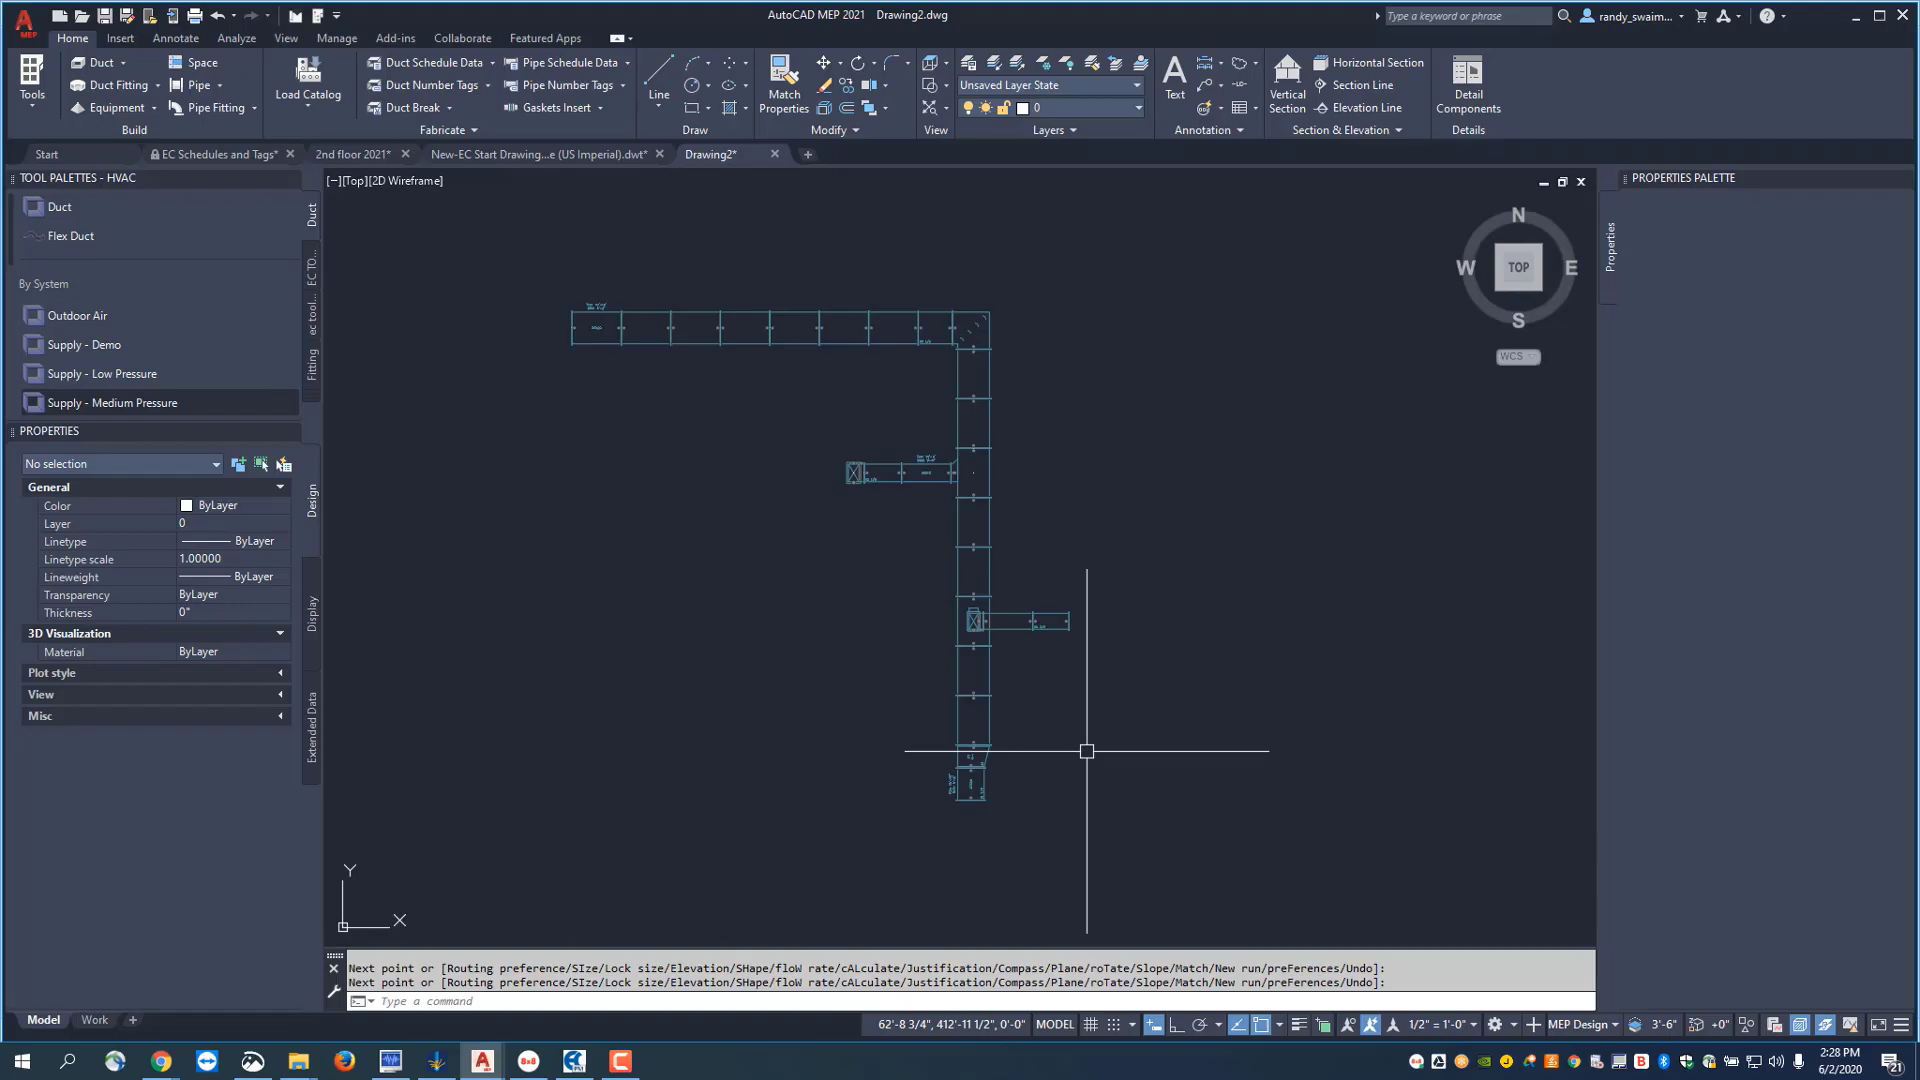 AutoCAD MEP 2021 Drawing2.dwg
Type a keyword or phrase
randy_swaim...
MEP
Home Insert Annotate Analyze View Manage Add-ins Collaborate Featured Apps
Tools
Duct
Duct Fitting
Equipment
Space
Pipe
Pipe Fitting
Load Catalog
Duct Schedule Data
Duct Number Tags
Duct Break
Pipe Schedule Data
Pipe Number Tags
Gaskets Insert
Line
Match
Properties
Unsaved Layer State
0
Text
Vertical
Section
Horizontal Section
Section Line
Elevation Line
Detail
Components
Build Fabricate Draw Modify View Layers Annotation Section & Elevation Details
Start EC Schedules and Tags* 2nd floor 2021* New-EC Start Drawing...e (US Imperial).dwt* Drawing2*
TOOL PALETTES - HVAC
Duct
Flex Duct
By System
Outdoor Air
Supply - Demo
Supply - Low Pressure
Supply - Medium Pressure
Duct
EC TO...
ec tool...
Fitting
PROPERTIES
No selection
General
Color ByLayer
Layer 0
Linetype ByLayer
Linetype scale 1.00000
Lineweight ByLayer
Transparency ByLayer
Thickness 0"
3D Visualization
Material ByLayer
Plot style
View
Misc
Design
Display
Extended Data
[−][Top][2D Wireframe]
N
W TOP E
S
WCS
PROPERTIES PALETTE
Properties
Y
X
Next point or [Routing preference/SIze/Lock size/Elevation/SHape/floW rate/cALculate/Justification/Compass/Plane/roTate/Slope/Match/New run/preFerences/Undo]:
Next point or [Routing preference/SIze/Lock size/Elevation/SHape/floW rate/cALculate/Justification/Compass/Plane/roTate/Slope/Match/New run/preFerences/Undo]:
Type a command
Model Work
62'-8 3/4", 412'-11 1/2", 0'-0" MODEL 1/2" = 1'-0" MEP Design 3'-6" +0"
8x8 8x8
2:28 PM
6/2/2020
21